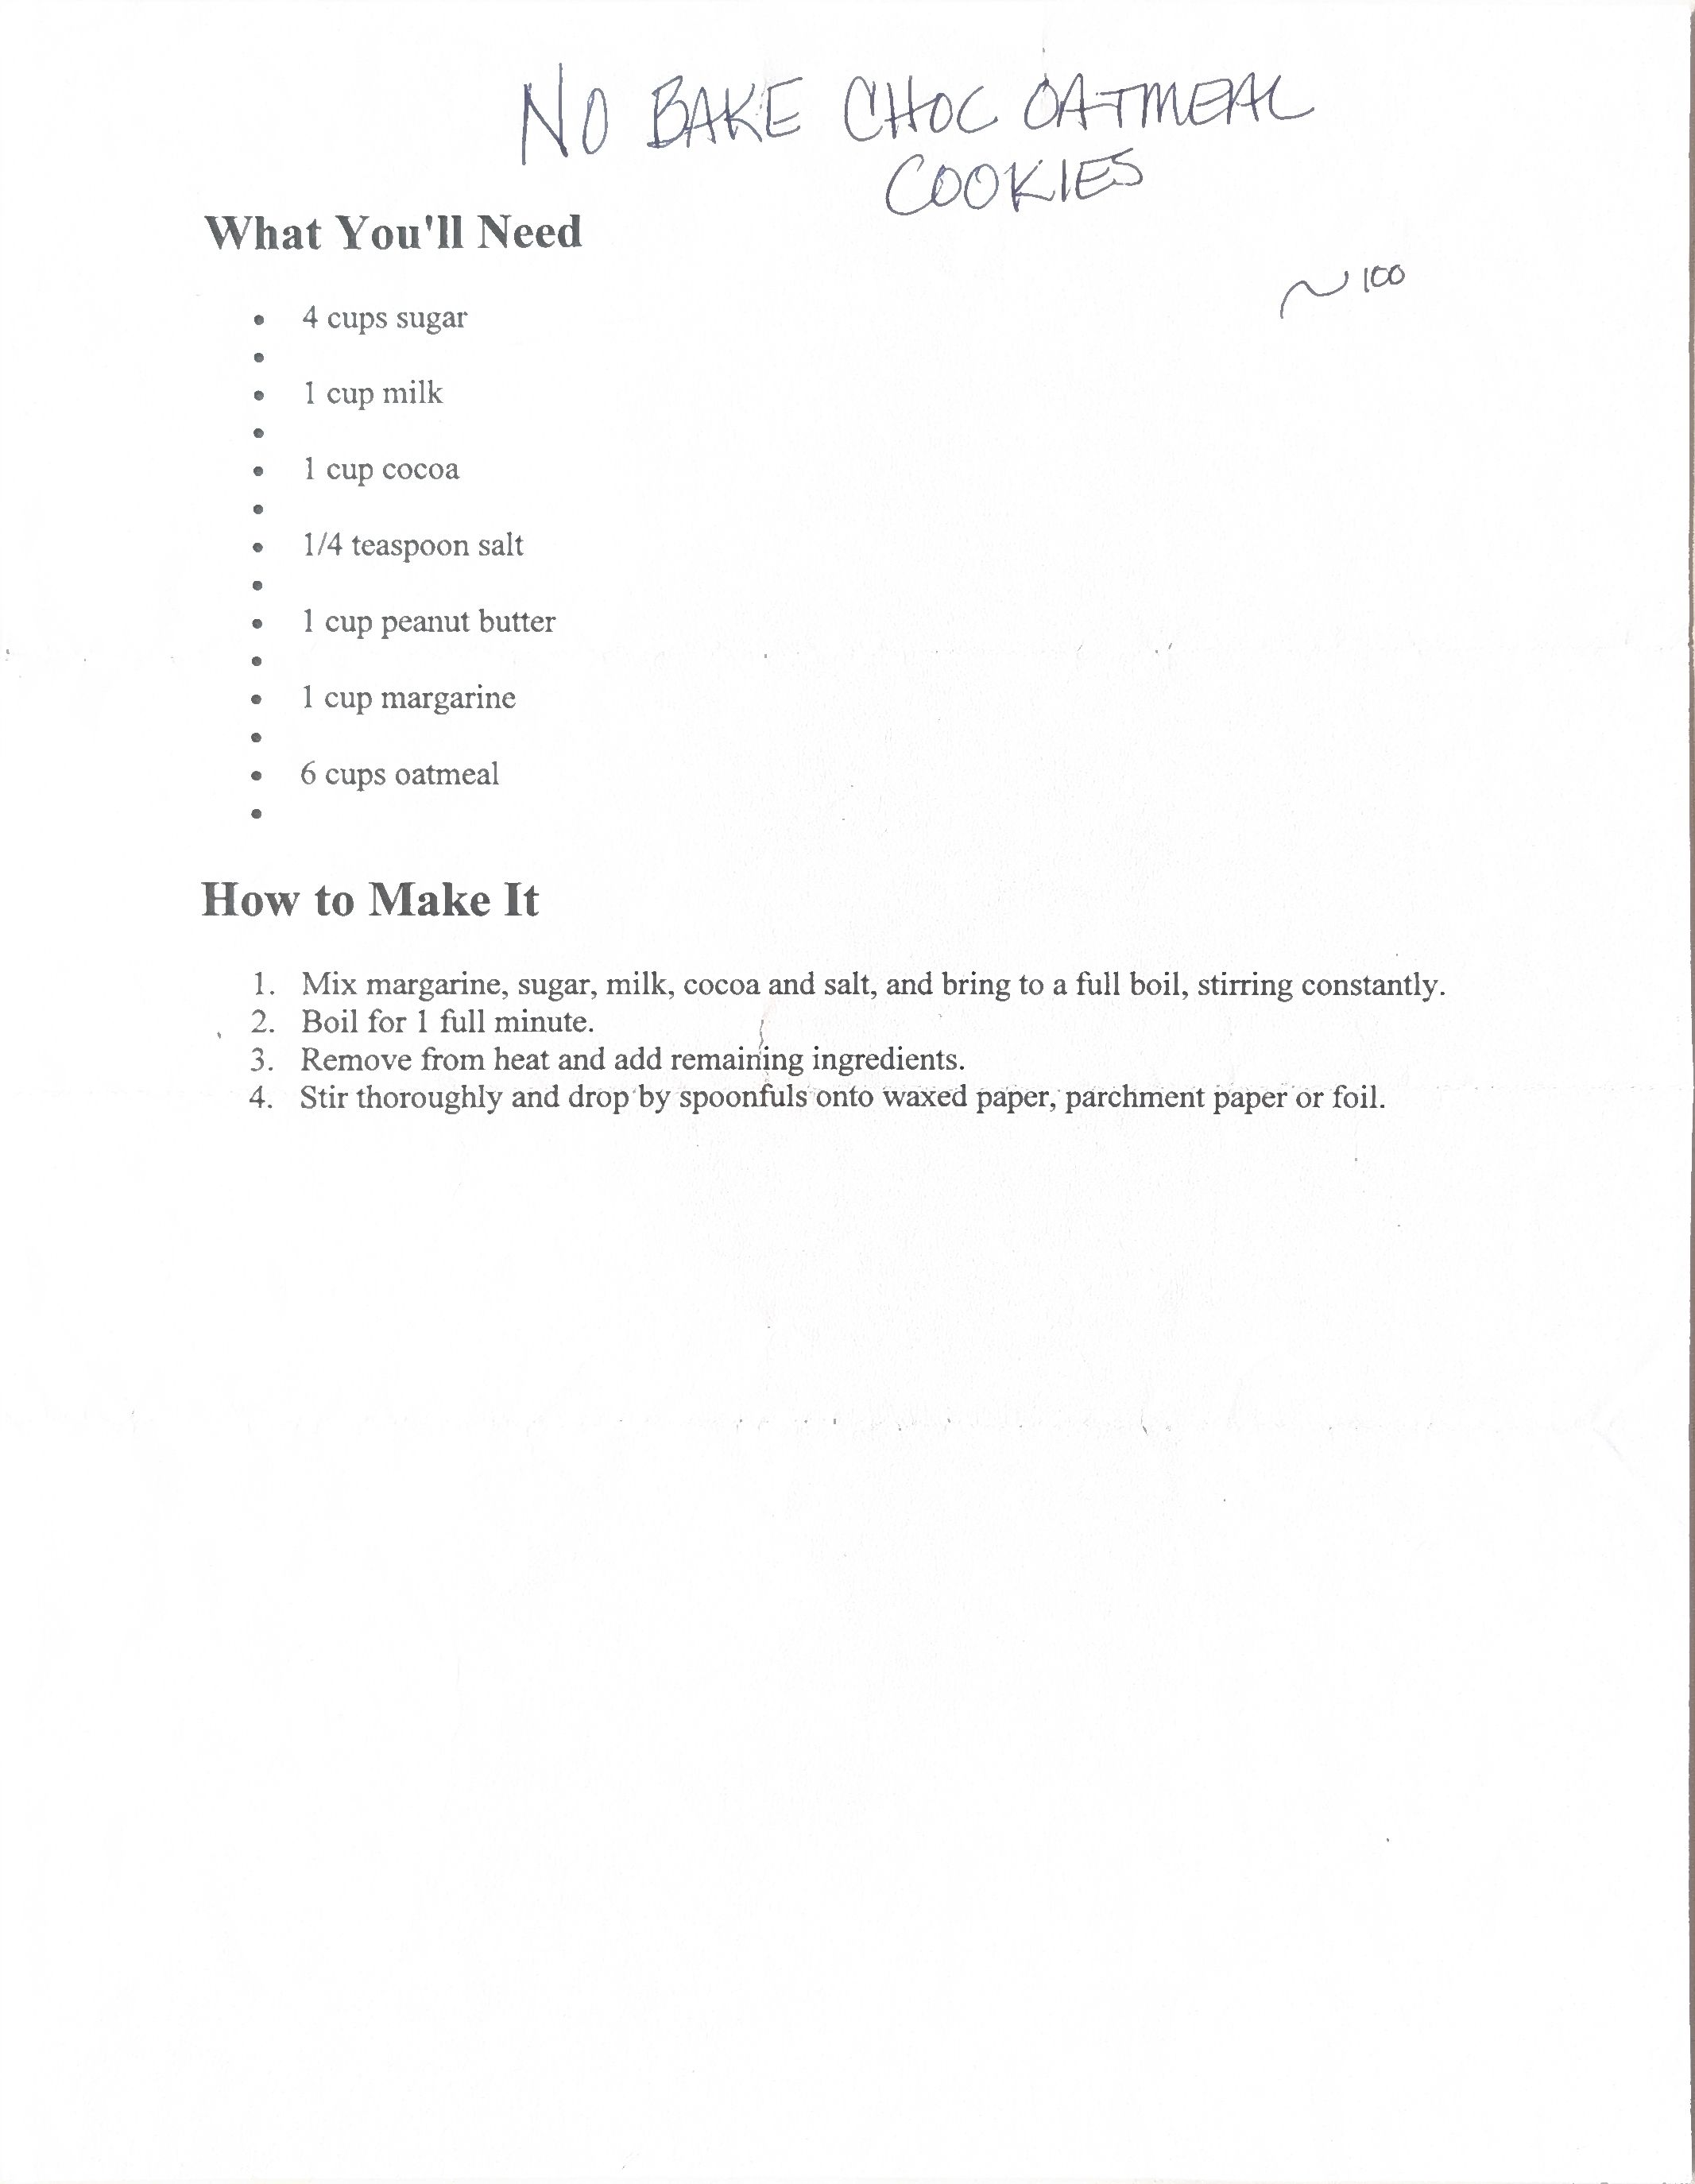 NO BAKE CHOC OATMEAL
COOKIES
What You'll Need
~ 100
• 4 cups sugar
•
• 1 cup milk
•
• 1 cup cocoa
•
• 1/4 teaspoon salt
•
• 1 cup peanut butter
•
• 1 cup margarine
•
• 6 cups oatmeal
•
How to Make It
1. Mix margarine, sugar, milk, cocoa and salt, and bring to a full boil, stirring constantly.
2. Boil for 1 full minute.
3. Remove from heat and add remaining ingredients.
4. Stir thoroughly and drop by spoonfuls onto waxed paper, parchment paper or foil.